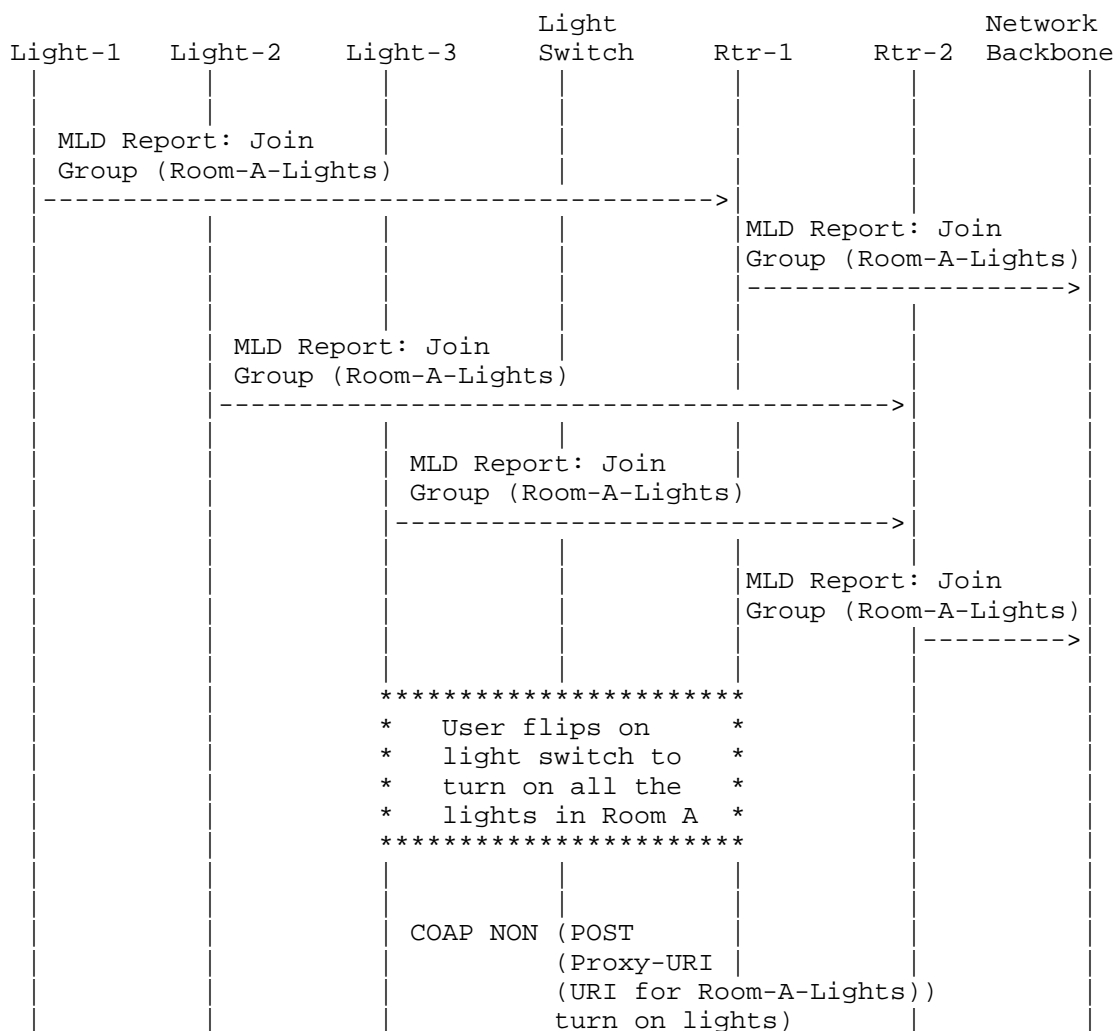 Light Network
Light-1 Light-2 Light-3 Switch Rtr-1 Rtr-2 Backbone
MLD Report: Join
Group (Room-A-Lights)
MLD Report: Join
Group (Room-A-Lights)
MLD Report: Join
Group (Room-A-Lights)
MLD Report: Join
Group (Room-A-Lights)
MLD Report: Join
Group (Room-A-Lights)
***********************
* User flips on *
* light switch to *
* turn on all the *
* lights in Room A *
***********************
COAP NON (POST
(Proxy-URI
(URI for Room-A-Lights))
turn on lights)